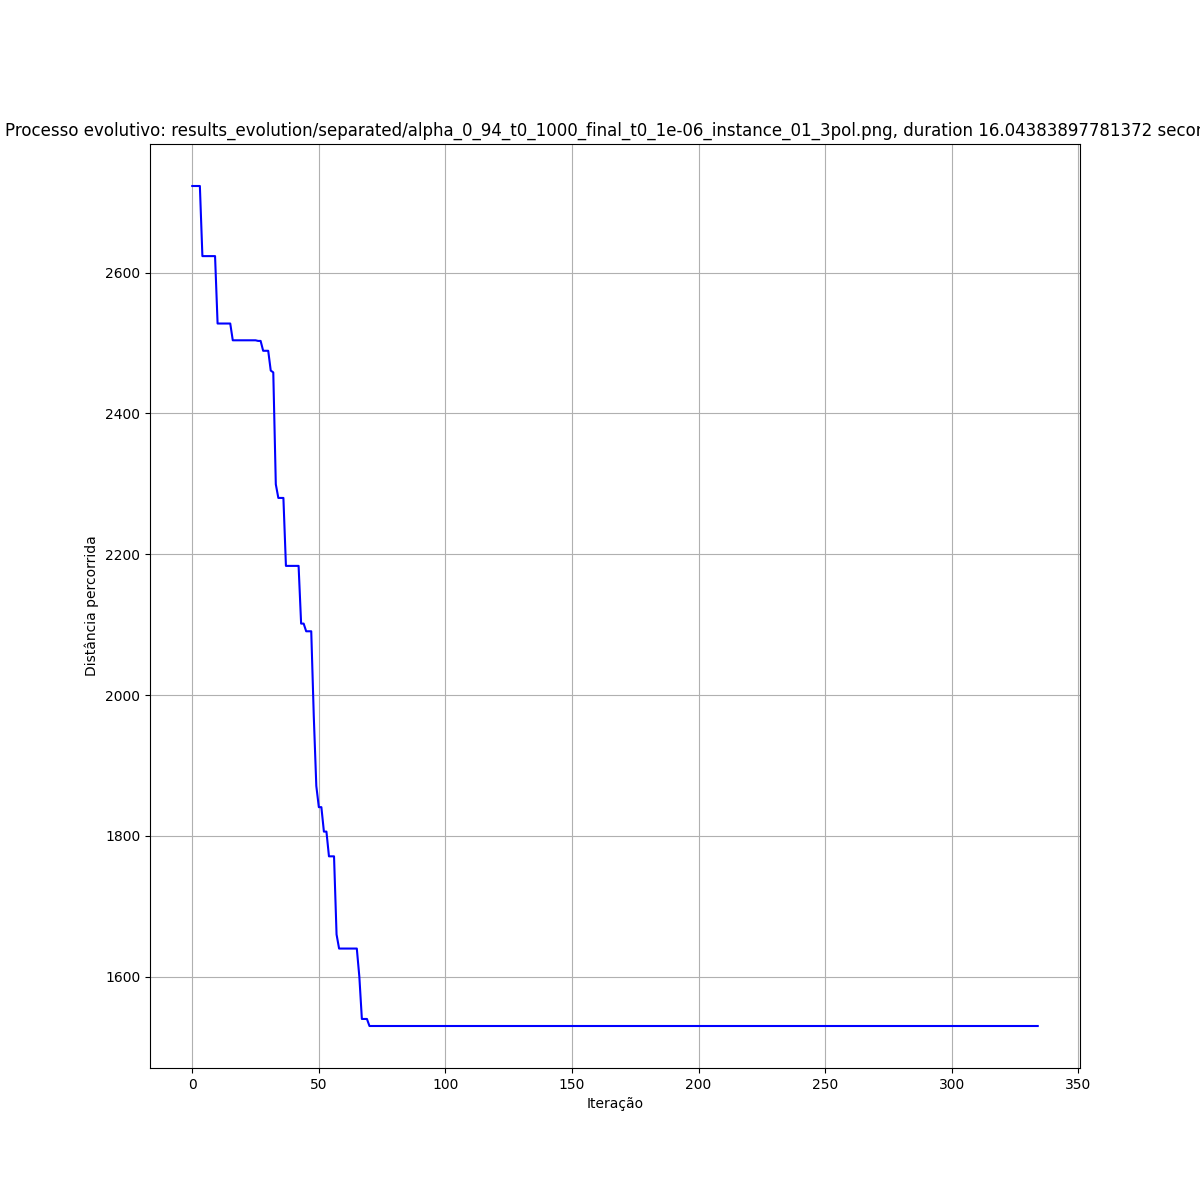 Processo evolutivo: results_evolution/separated/alpha_0_94_t0_1000_final_t0_1e-06_instance_01_3pol.png, duration 16.04383897781372
2600
2400
2200
2000
1800
1600
Distância percorrida
0 50 100 150 200 250 300 350
Iteração